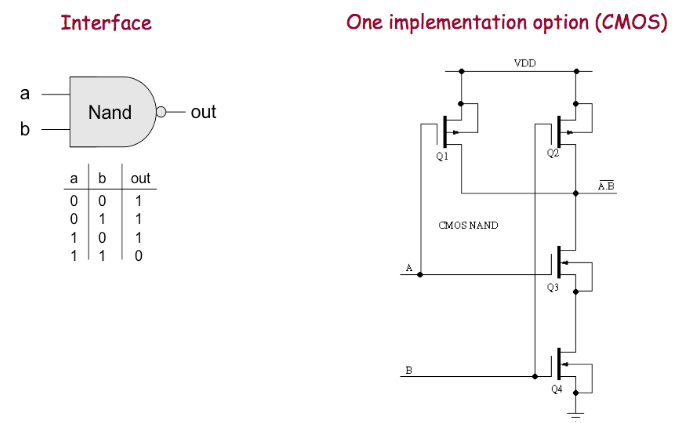 Interface
a
b
Nand
out
a b out
0 0 1
0 1 1
1 0 1
1 1 0
One implementation option (CMOS)
VDD
Q1
Q2
A.B
CMOS NAND
A
Q3
B
Q4